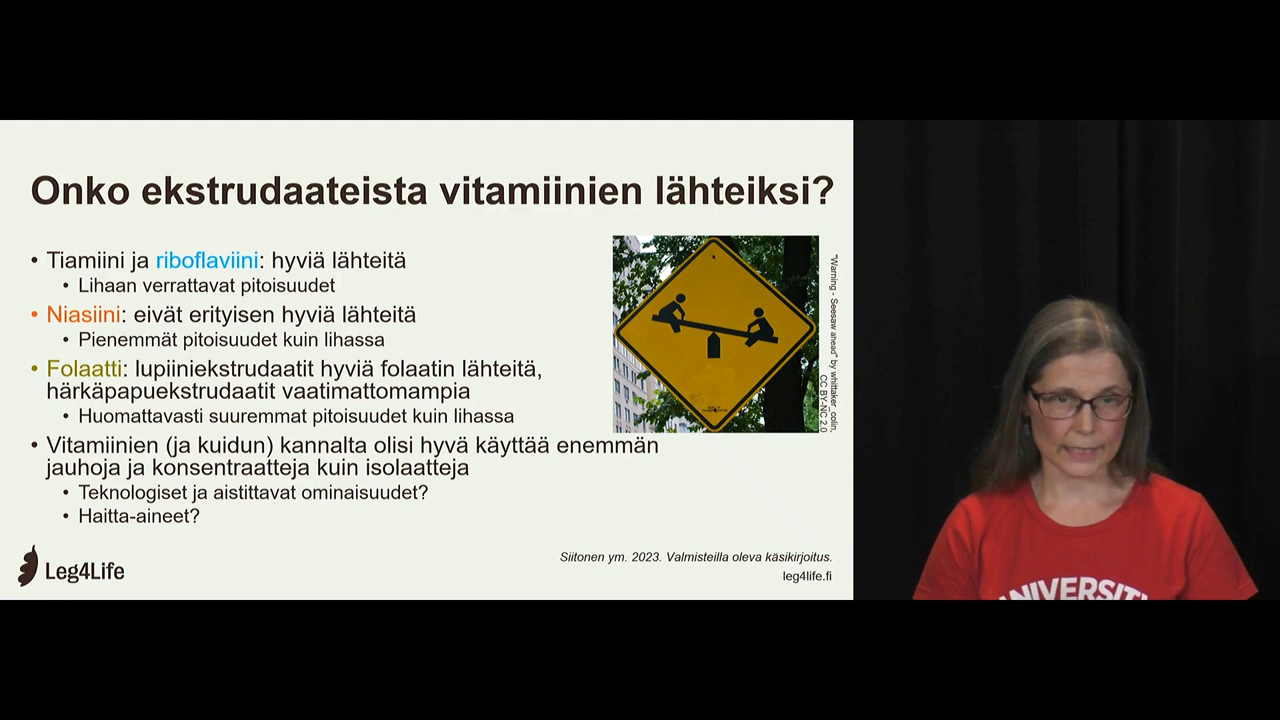 Onko ekstrudaateista vitamiinien lähteiksi?
• Tiamiini ja riboflaviini: hyviä lähteitä
• Lihaan verrattavat pitoisuudet
• Niasiini: eivät erityisen hyviä lähteitä
• Pienemmät pitoisuudet kuin lihassa
• Folaatti: lupiiniekstrudaatit hyviä folaatin lähteitä,
härkäpapuekstrudaatit vaatimattomampia
• Huonattavasti suuremmat pitoisuudet kuin lihassa
• Vitamiinien (ja kuidun) kannalta olisi hyvä käyttää enemmän
jauhoja ja konsentraatteja kuin isolaatteja
• Teknologiset ja aistittavat ominaisuudet?
• Haitta-aineet?
"Warning - Seesaw ahead" by whittaker_colin,
CC BY-NC 2.0
Siitonen ym. 2023. Valmisteilla oleva käsikirjoitus.
leg4life.fi
Leg4Life